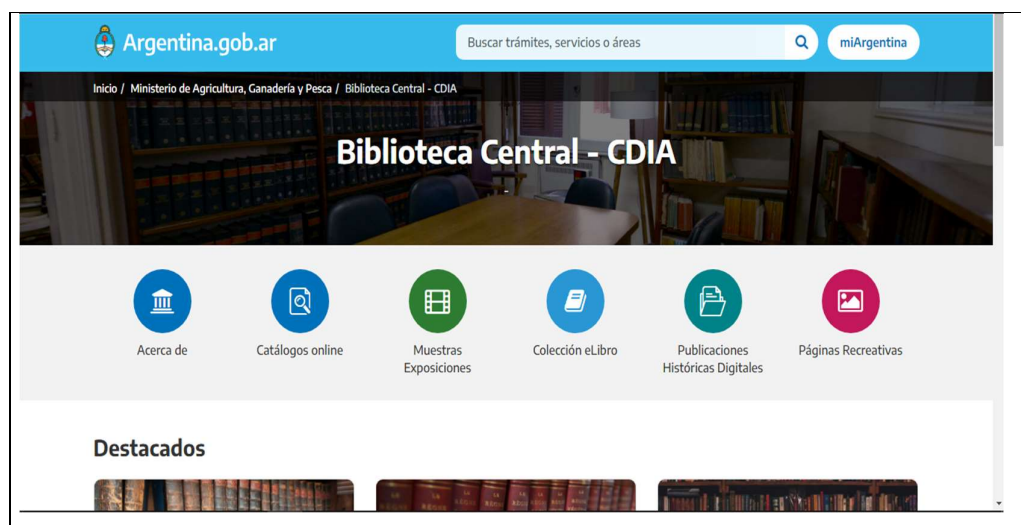 Argentina.gob.ar
Buscar trámites, servicios o áreas
miArgentina
Inicio / Ministerio de Agricultura, Ganadería y Pesca / Biblioteca Central - CDIA
Biblioteca Central - CDIA
-
Acerca de
Catálogos online
Muestras
Exposiciones
Colección eLibro
Publicaciones
Históricas Digitales
Páginas Recreativas
Destacados